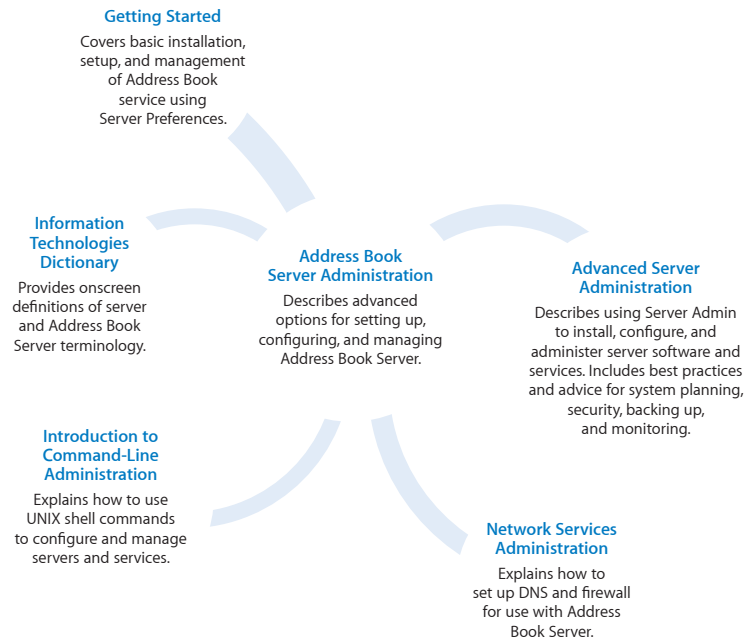 Getting Started
Covers basic installation,
setup, and management
of Address Book
service using
Server Preferences.
Information
Technologies
Dictionary
Provides onscreen
definitions of server
and Address Book
Server terminology.
Address Book
Server Administration
Describes advanced
options for setting up,
configuring, and managing
Address Book Server.
Advanced Server
Administration
Describes using Server Admin
to install, configure, and
administer server software and
services. Includes best practices
and advice for system planning,
security, backing up,
and monitoring.
Introduction to
Command-Line
Administration
Explains how to use
UNIX shell commands
to configure and manage
servers and services.
Network Services
Administration
Explains how to
set up DNS and firewall
for use with Address
Book Server.